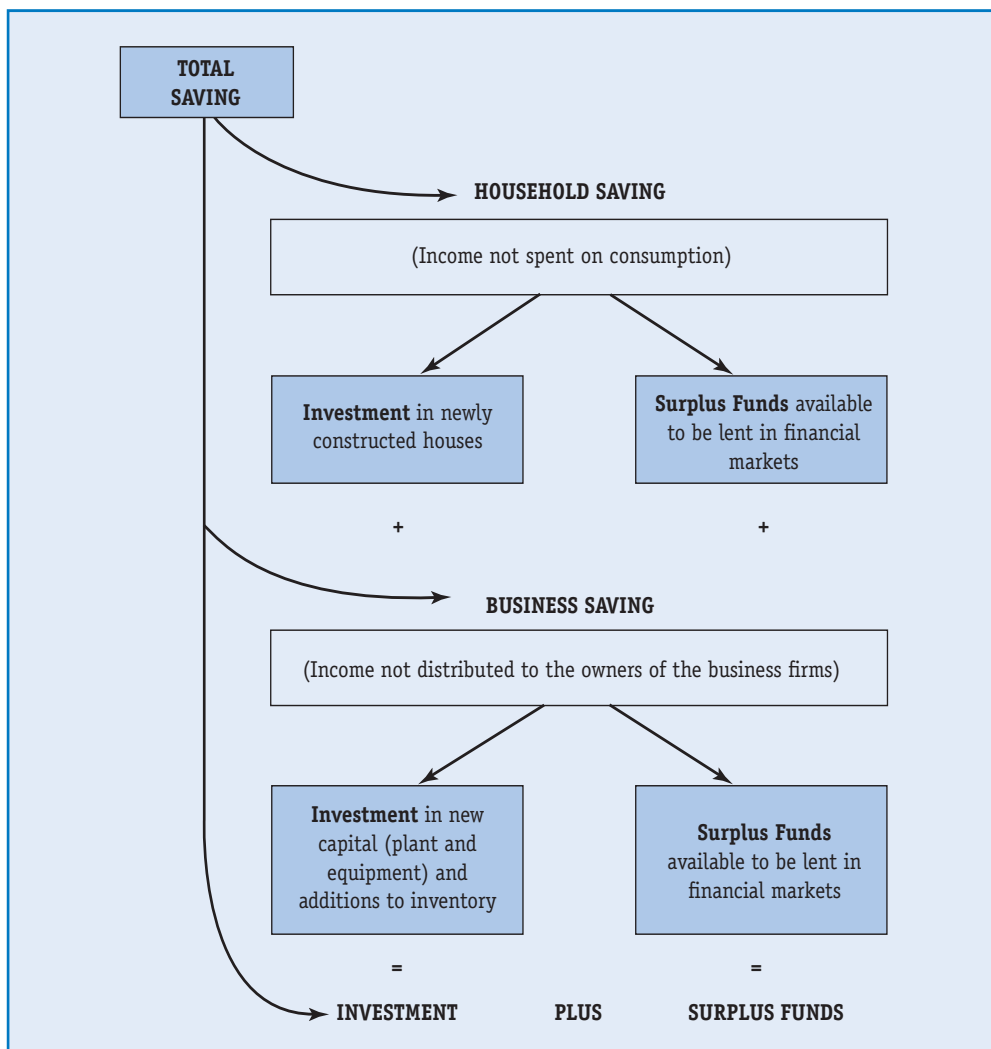 TOTAL
SAVING
HOUSEHOLD SAVING
(Income not spent on consumption)
Investment in newly
constructed houses
Surplus Funds available
to be lent in financial
markets
+
+
BUSINESS SAVING
(Income not distributed to the owners of the business firms)
Investment in new
capital (plant and
equipment) and
additions to inventory
Surplus Funds
available to be lent in
financial markets
=
=
INVESTMENT PLUS SURPLUS FUNDS